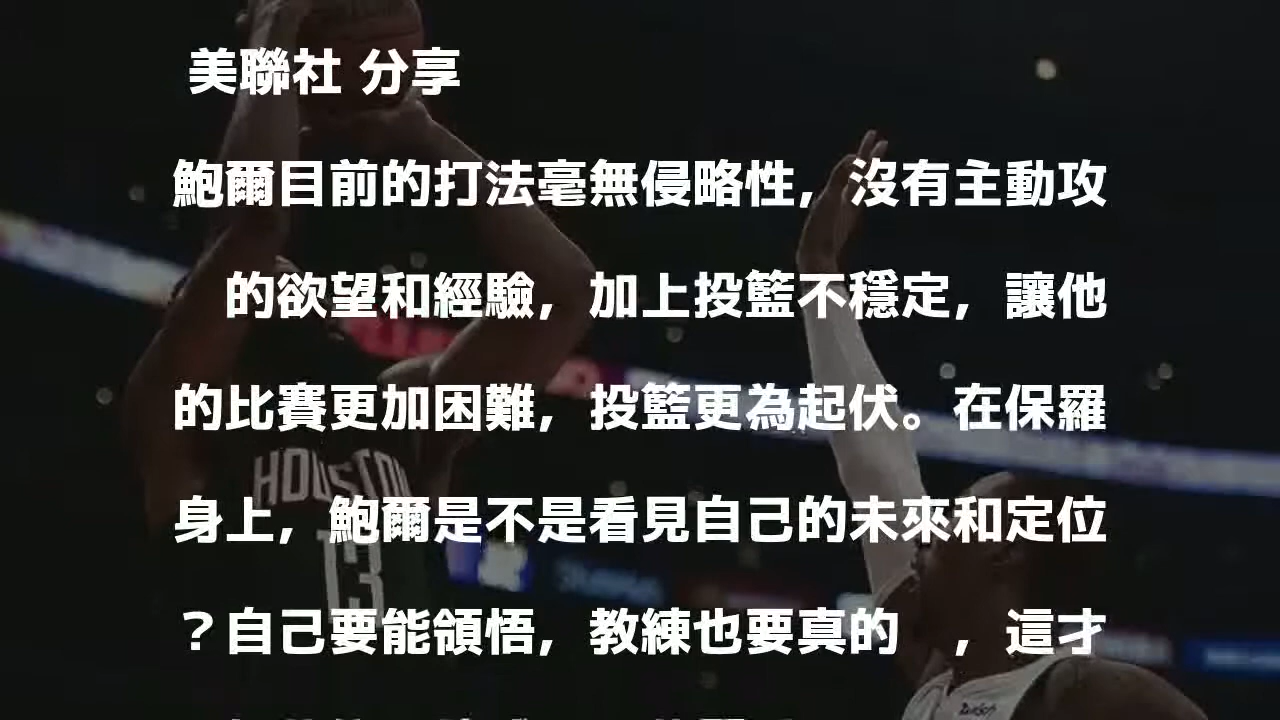 美聯社 分享
鮑爾目前的打法毫無侵略性，沒有主動攻
的欲望和經驗，加上投籃不穩定，讓他
的比賽更加困難，投籃更為起伏。在保羅
身上，鮑爾是不是看見自己的未來和定位
？自己要能領悟，教練也要真的　，這才
HOUSTON
13